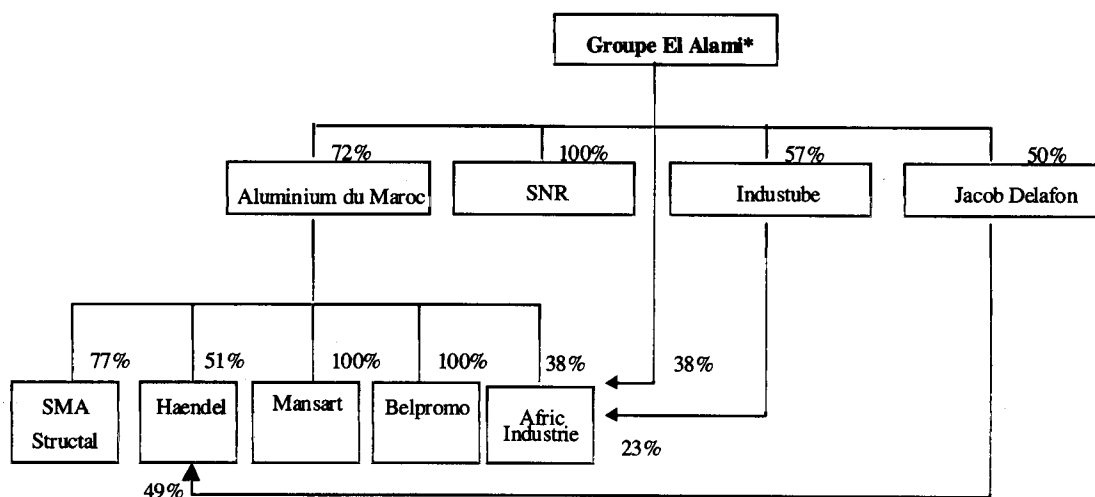 Groupe El Alami*
72%
100%
57%
50%
Aluminium du Maroc
SNR
Industube
Jacob Delafon
77%
51%
100%
100%
38%
38%
SMA
Structal
Haendel
Mansart
Belpromo
Afric
Industrie
23%
49%